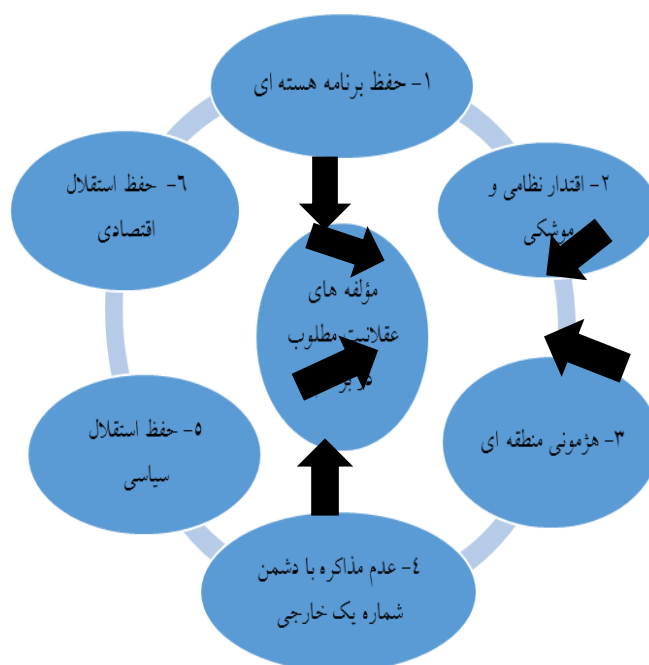 ۱- حفظ برنامه هسته ای
۲- اقتدار نظامی و
موشکی
۳- هژمونی منطقه ای
۴- عدم مذاکره با دشمن
شماره یک خارجی
۵- حفظ استقلال
سیاسی
۶- حفظ استقلال
اقتصادی
مؤلفه های
عقلانیت مطلوب